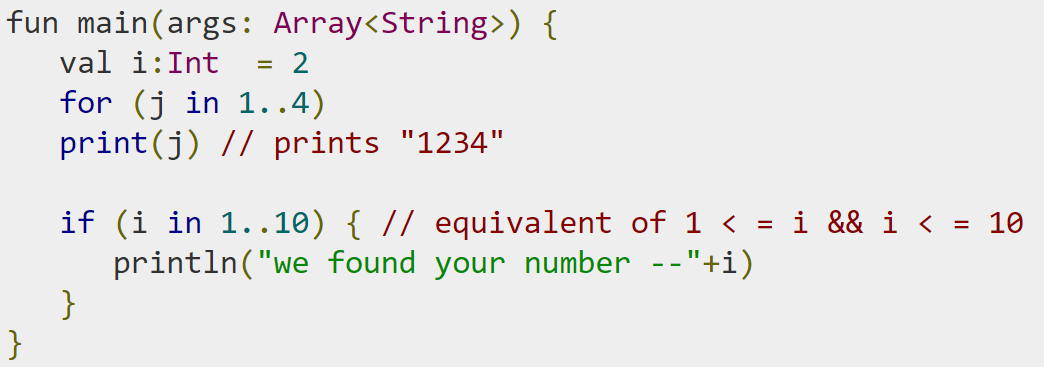 fun main(args: Array<String>) {
   val i:Int  = 2
   for (j in 1..4)
   print(j) // prints "1234"

   if (i in 1..10) { // equivalent of 1 < = i && i < = 10
      println("we found your number --"+i)
   }
}